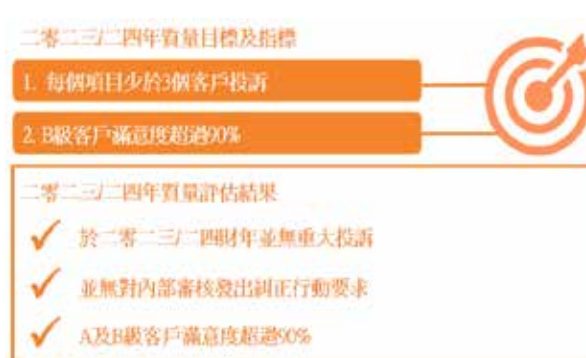 二零二三/二四年質量目標及指標
1. 每個項目少於3個客戶投訴
2. B級客戶滿意度超過90%
二零二三/二四年質量評估結果
於二零二三/二四財年並無重大投訴
並無對內部審核發出糾正行動要求
A及B級客戶滿意度超過90%